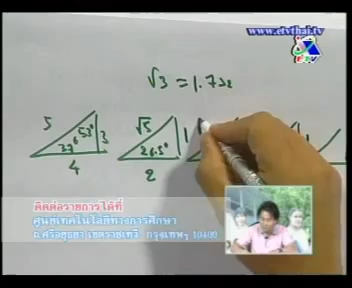 www.etvthai.tv
ETV
√3 = 1.732
5 37° 53° 3
4
√5 26.5° 1
2
1
ติดต่อรายการได้ที่
ศูนย์เทคโนโลยีทางการศึกษา
ถ.ศรีอยุธยา เขตราชเทวี กรุงเทพฯ 10400